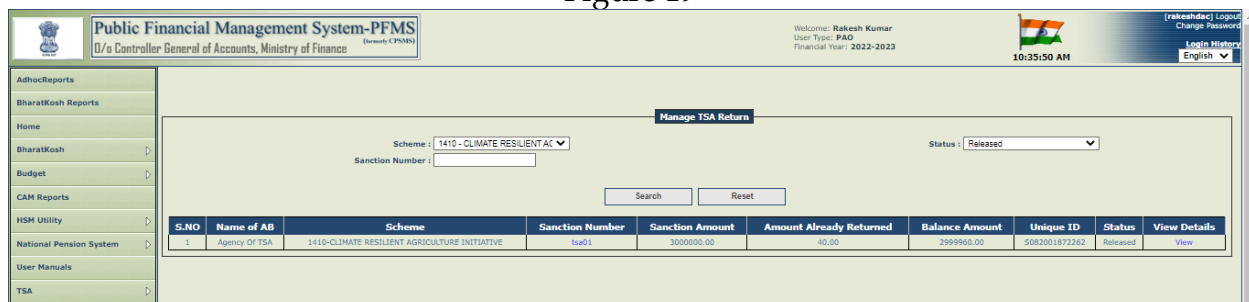 Public Financial Management System-PFMS
(formerly CPSMS)
O/o Controller General of Accounts, Ministry of Finance
Welcome: Rakesh Kumar
User Type: PAO
Financial Year: 2022-2023
10:35:50 AM
[rakeshdac] Logout
Change Password
Login History
English
AdhocReports
BharatKosh Reports
Home
BharatKosh
Budget
CAM Reports
HSM Utility
National Pension System
User Manuals
TSA
Manage TSA Return
Scheme : 1410 - CLIMATE RESILIENT AC Status : Released
Sanction Number :
Search Reset
S.NO Name of AB Scheme Sanction Number Sanction Amount Amount Already Returned Balance Amount Unique ID Status View Details
1 Agency Of TSA 1410-CLIMATE RESILIENT AGRICULTURE INITIATIVE tsa01 3000000.00 40.00 2999960.00 S082001872262 Released View